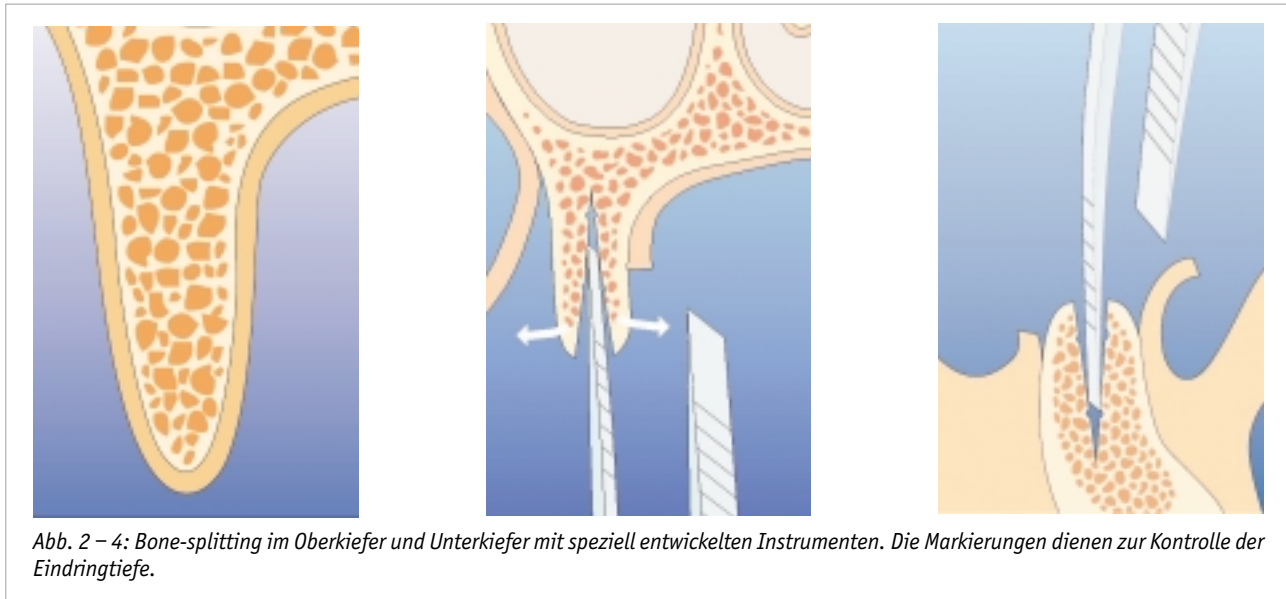 Abb. 2 – 4: Bone-splitting im Oberkiefer und Unterkiefer mit speziell entwickelten Instrumenten. Die Markierungen dienen zur Kontrolle der
Eindringtiefe.